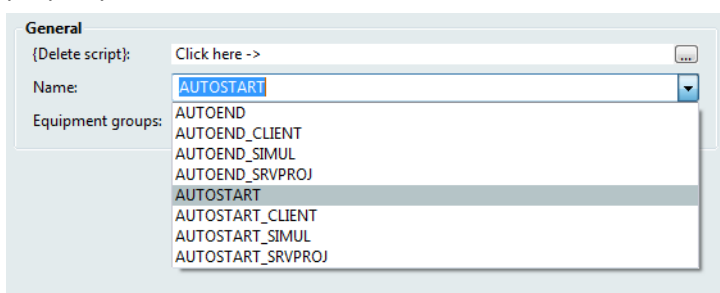 General
{Delete script}: Click here -> ...
Name: AUTOSTART
Equipment groups:
AUTOEND
AUTOEND_CLIENT
AUTOEND_SIMUL
AUTOEND_SRVPROJ
AUTOSTART
AUTOSTART_CLIENT
AUTOSTART_SIMUL
AUTOSTART_SRVPROJ